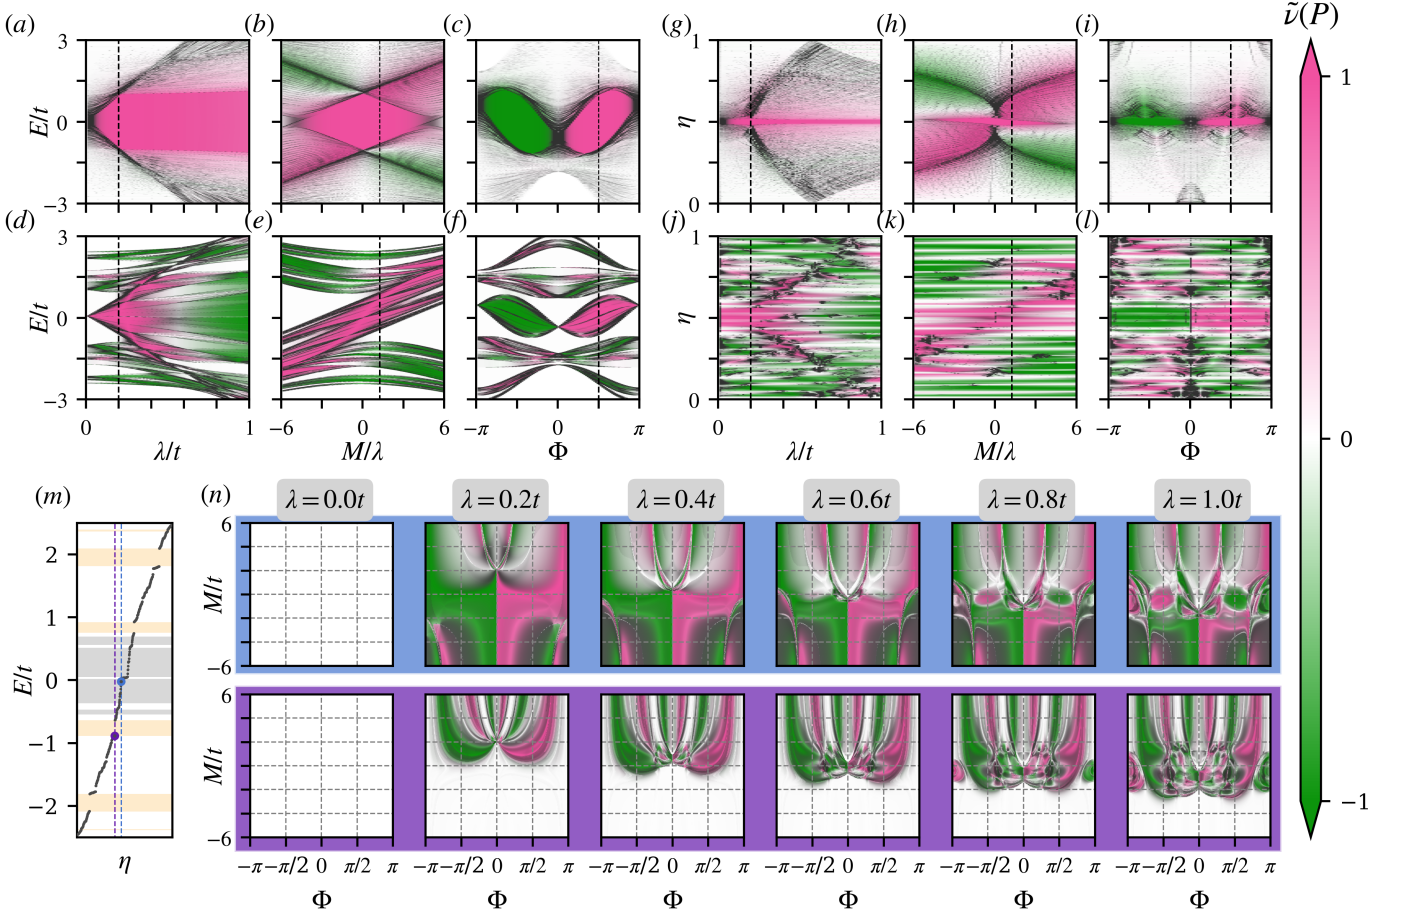 (a) (b) (c) (g) (h) (i) ν̃(P)
3 1 1
E/t 0 η
−3 0
(d) (e) (f) (j) (k) (l)
3 1
E/t 0 η
−3 0 0
0 1 −6 0 6 −π 0 π 0 1 −6 0 6 −π 0 π
λ/t M/λ Φ λ/t M/λ Φ
(m) (n) λ=0.0t λ=0.2t λ=0.4t λ=0.6t λ=0.8t λ=1.0t
2 6
1 M/t
E/t 0 −6
−1 6
M/t −1
−2 −6
η −π −π/2 0 π/2 π −π −π/2 0 π/2 π −π −π/2 0 π/2 π −π −π/2 0 π/2 π −π −π/2 0 π/2 π −π −π/2 0 π/2 π
Φ Φ Φ Φ Φ Φ